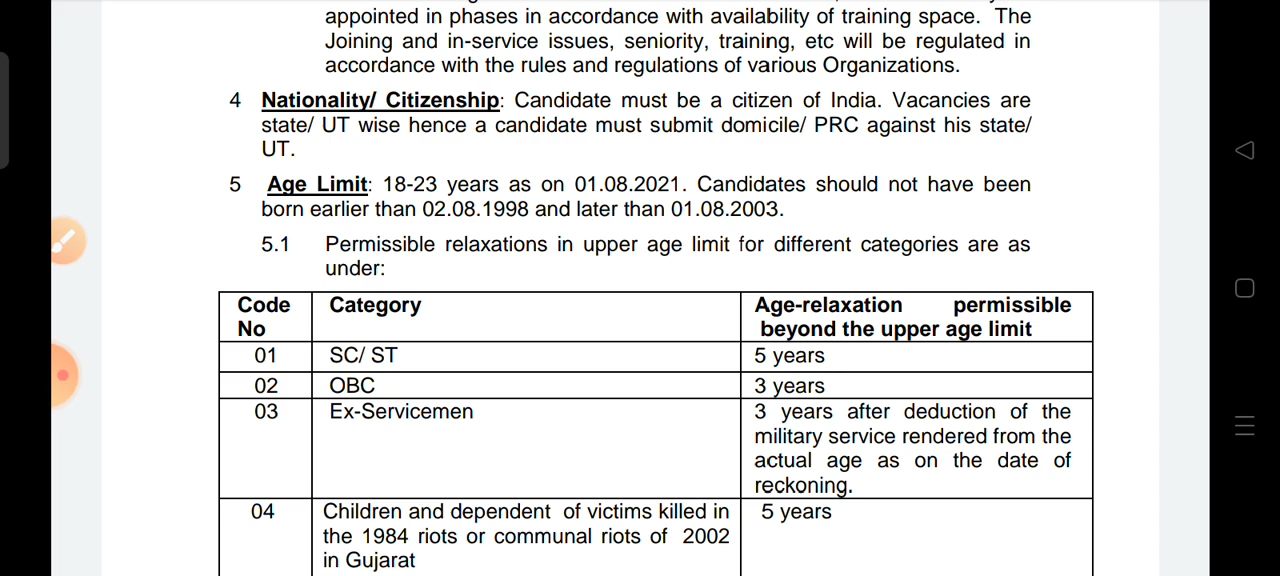 appointed in phases in accordance with availability of training space. The
Joining and in-service issues, seniority, training, etc will be regulated in
accordance with the rules and regulations of various Organizations.
4 Nationality/ Citizenship: Candidate must be a citizen of India. Vacancies are
state/ UT wise hence a candidate must submit domicile/ PRC against his state/
UT.
5 Age Limit: 18-23 years as on 01.08.2021. Candidates should not have been
born earlier than 02.08.1998 and later than 01.08.2003.
5.1 Permissible relaxations in upper age limit for different categories are as
under:
Code No Category Age-relaxation permissible
beyond the upper age limit
01 SC/ ST 5 years
02 OBC 3 years
03 Ex-Servicemen 3 years after deduction of the
military service rendered from the
actual age as on the date of
reckoning.
04 Children and dependent of victims killed in 5 years
the 1984 riots or communal riots of 2002
in Gujarat